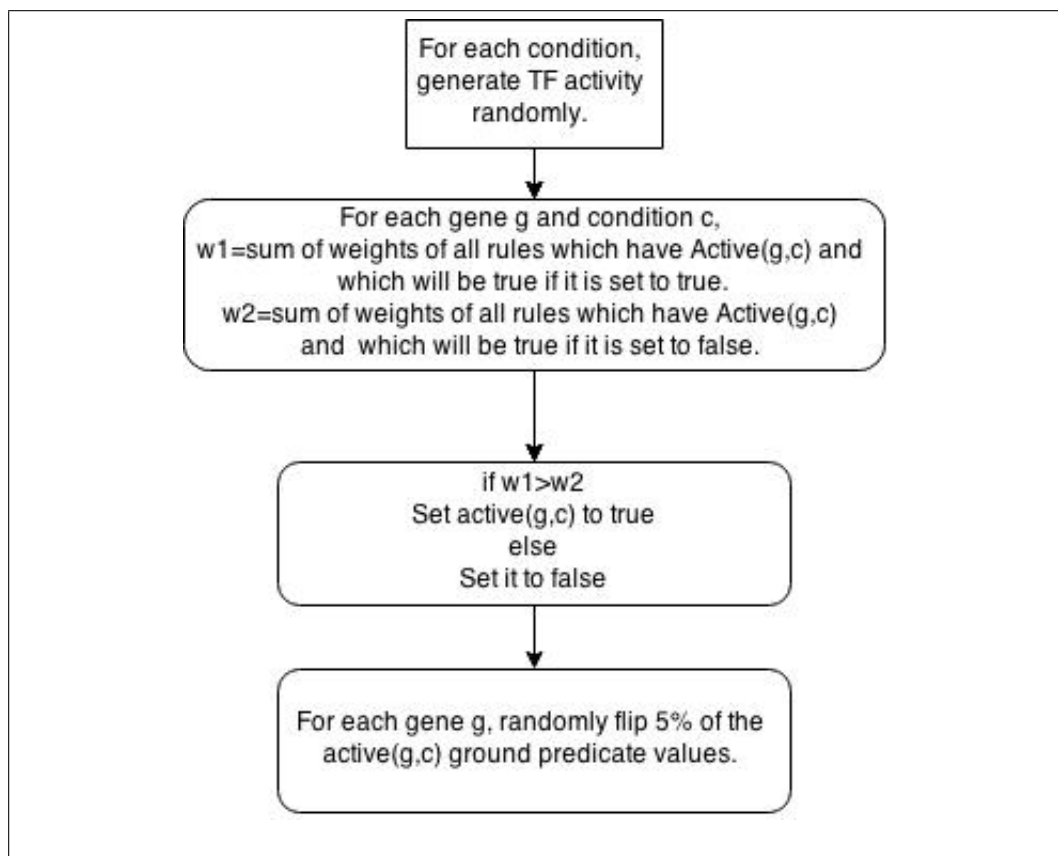 For each condition,
generate TF activity
randomly.
For each gene g and condition c,
w1=sum of weights of all rules which have Active(g,c) and
which will be true if it is set to true.
w2=sum of weights of all rules which have Active(g,c)
and which will be true if it is set to false.
if w1>w2
Set active(g,c) to true
else
Set it to false
For each gene g, randomly flip 5% of the
active(g,c) ground predicate values.